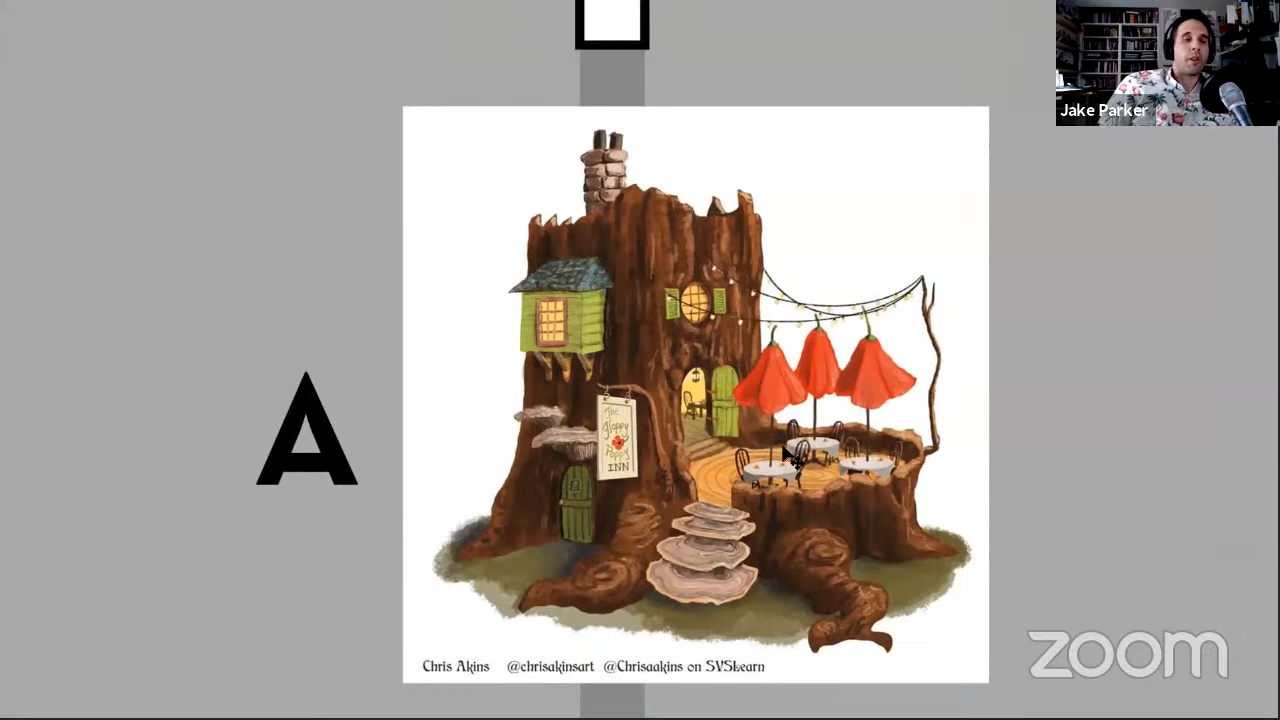 Jake Parker
The
Floppy
Poppy
INN
A
Chris Akins @chrisakinsart @Chrisaakins on SVSLearn
zoom